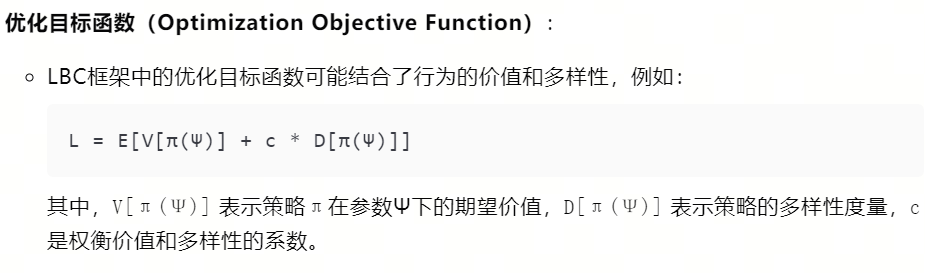 优化目标函数（Optimization Objective Function）:
LBC框架中的优化目标函数可能结合了行为的价值和多样性，例如：
L = E[V[π(Ψ)] + c * D[π(Ψ)]]
其中，V[π(Ψ)] 表示策略π在参数Ψ下的期望价值，D[π(Ψ)] 表示策略的多样性度量，c
是权衡价值和多样性的系数。